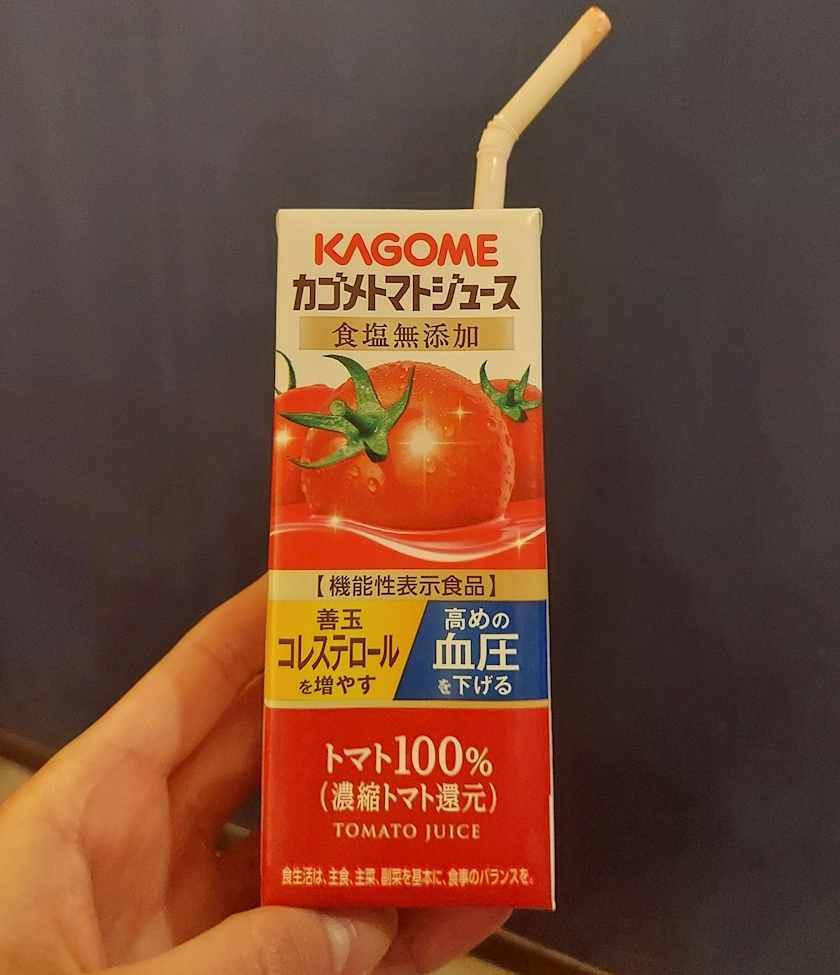 KAGOME
カゴメトマトジュース
食塩無添加
【機能性表示食品】
善玉
コレステロール
を増やす
高めの
血圧
を下げる
トマト100%
(濃縮トマト還元)
TOMATO JUICE
食生活は、主食、主菜、副菜を基本に、食事のバランスを。